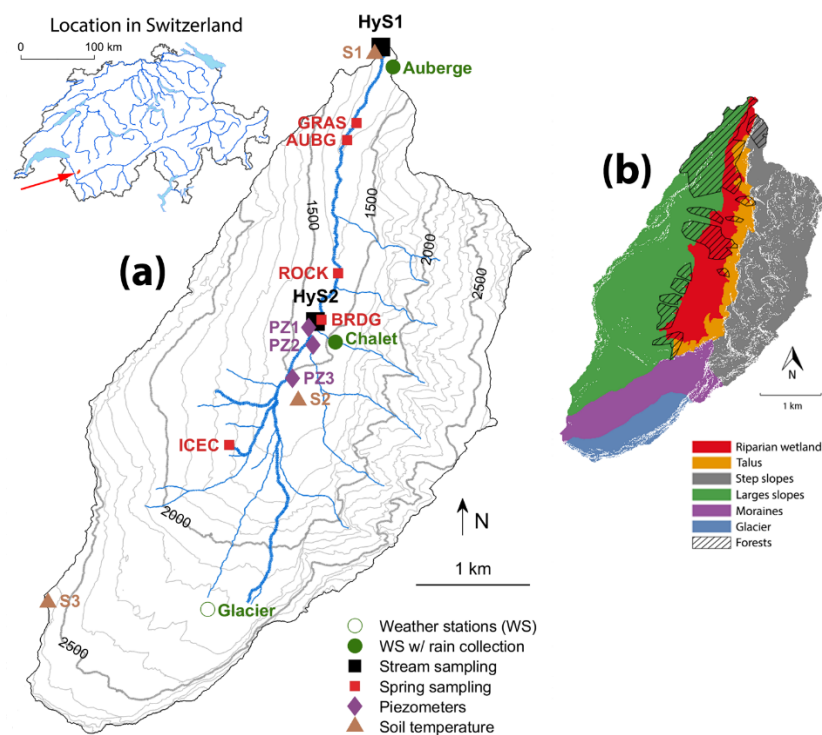 Location in Switzerland
0 100 km
HyS1
S1
Auberge
GRAS
AUBG
1500
1500
2000
2500
(a)
(b)
ROCK
HyS2
BRDG
PZ1
Chalet
PZ2
PZ3
S2
ICEC
2000
N
1 km
S3
Glacier
2500
Weather stations (WS)
WS w/ rain collection
Stream sampling
Spring sampling
Piezometers
Soil temperature
N
1 km
Riparian wetland
Talus
Step slopes
Larges slopes
Moraines
Glacier
Forests